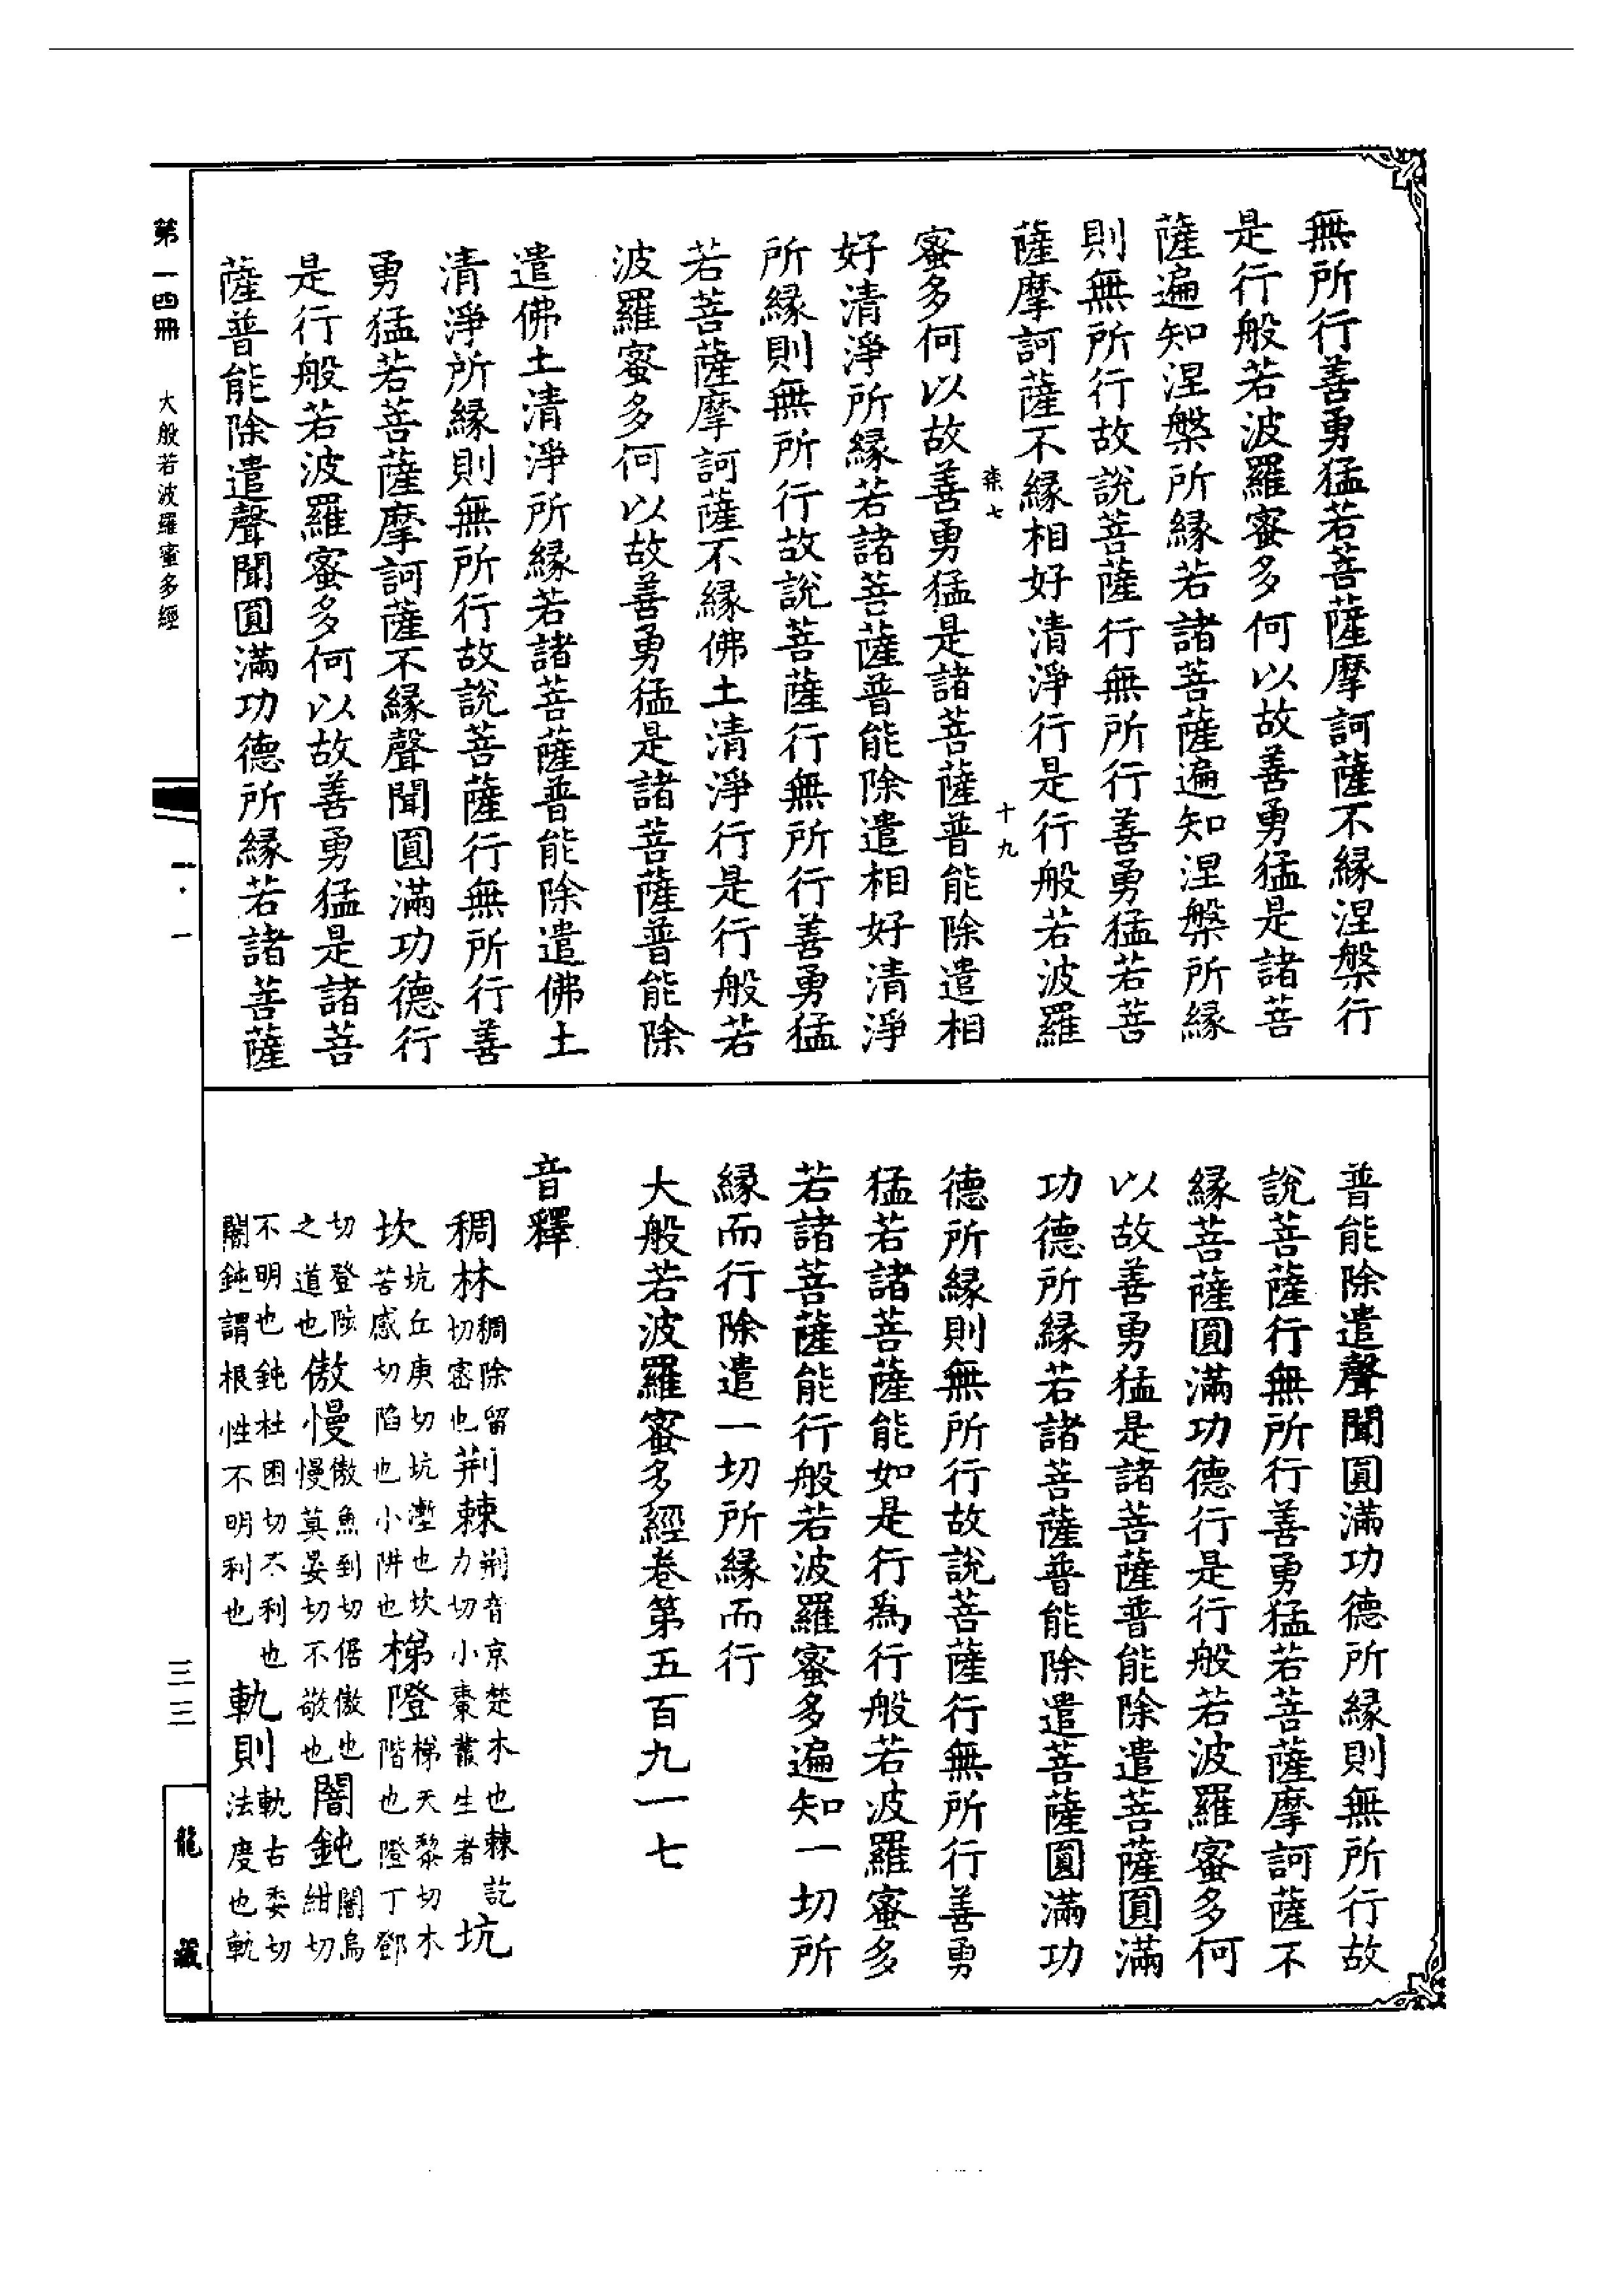 無所行善勇猛若菩薩摩訶薩不緣涅槃行
是行般若波羅蜜多何以故善勇猛是諸菩
薩遍知涅槃所緣若諸菩薩遍知涅槃所緣
則無所行故說菩薩行無所行善勇猛若菩
薩摩訶薩不緣相好清淨行是行般若波羅
柰七 十九
蜜多何以故善勇猛是諸菩薩普能除遣相
好清淨所緣若諸菩薩普能除遣相好清淨
所緣則無所行故說菩薩行無所行善勇猛
若菩薩摩訶薩不緣佛土清淨行是行般若
波羅蜜多何以故善勇猛是諸菩薩普能除
遣佛土清淨所緣若諸菩薩普能除遣佛土
清淨所緣則無所行故說菩薩行無所行善
勇猛若菩薩摩訶薩不緣聲聞圓滿功德行
是行般若波羅蜜多何以故善勇猛是諸菩
薩普能除遣聲聞圓滿功德所緣若諸菩薩
普能除遣聲聞圓滿功德所緣則無所行故
說菩薩行無所行善勇猛若菩薩摩訶薩不
緣菩薩圓滿功德行是行般若波羅蜜多何
以故善勇猛是諸菩薩普能除遣菩薩圓滿
功德所緣若諸菩薩普能除遣菩薩圓滿功
德所緣則無所行故說菩薩行無所行善勇
猛若諸菩薩能如是行為行般若波羅蜜多
若諸菩薩能行般若波羅蜜多遍知一切所
緣而行除遣一切所緣而行
大般若波羅蜜多經卷第五百九十七
音釋
稠林稠除留切密也荊棘荊音京楚木也棘訖力切小棗叢生者坑
坎坑丘庚切坑壍也坎苦感切陷也小阱也梯隥梯天黎切木階也隥丁鄧
切登陟之道也傲慢傲魚到切倨傲也慢莫晏切不敬也闇鈍闇烏紺切
不明也鈍杜困切不利也闇鈍謂根性不明利也軌則軌古委切法度也軌
第一四冊 大般若波羅蜜多經
一·一
三三
龍藏